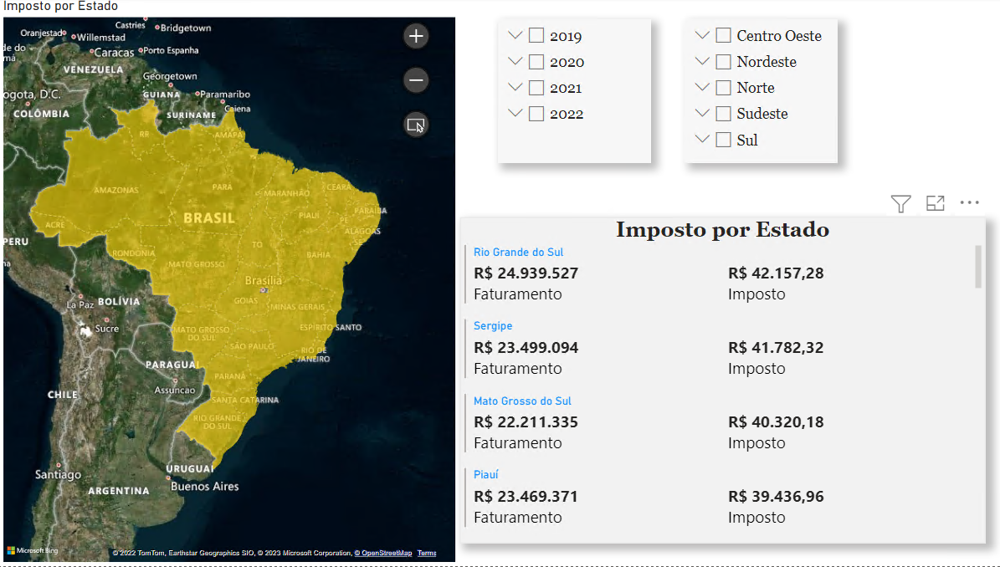 Imposto por Estado
Castries
Bridgetown
Oranjestad
Willemstad
Caracas
Porto Espanha
VENEZUELA
Georgetown
ogota, D.C.
GUIANA
Paramaribo
COLÔMBIA
SURINAME
Caiena
RR
AMAPÁ
AMAZONAS
PARÁ
MARANHÃO
CEARÁ
BRASIL
PIAUÍ
PARAÍBA
PE
ACRE
ALAGOAS
SE
TO
PERU
RONDÔNIA
MATO GROSSO
BAHIA
Brasília
La Paz
BOLÍVIA
GOIÁS
MINAS GERAIS
Sucre
MATO GROSSO
DO SUL
ESPÍRITO SANTO
SÃO PAULO
RIO DE
JANEIRO
PARAGUAI
PARANÁ
CHILE
Assuncao
SANTA CATARINA
RIO GRANDE
DO SUL
Santiago
URUGUAI
ARGENTINA
Buenos Aires
Microsoft Bing
© 2022 TomTom, Earthstar Geographics SIO, © 2023 Microsoft Corporation, © OpenStreetMap Terms
2019
2020
2021
2022
Centro Oeste
Nordeste
Norte
Sudeste
Sul
Imposto por Estado
Rio Grande do Sul
R$ 24.939.527 R$ 42.157,28
Faturamento Imposto
Sergipe
R$ 23.499.094 R$ 41.782,32
Faturamento Imposto
Mato Grosso do Sul
R$ 22.211.335 R$ 40.320,18
Faturamento Imposto
Piauí
R$ 23.469.371 R$ 39.436,96
Faturamento Imposto